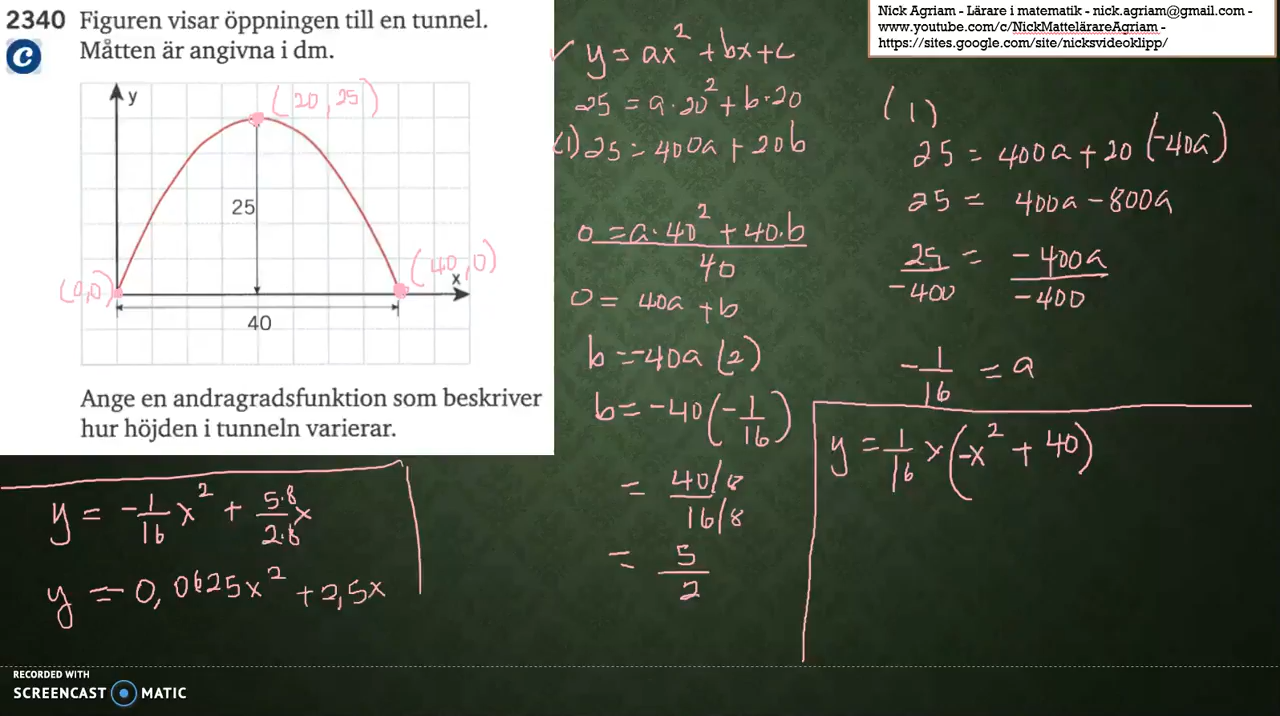 2340 Figuren visar öppningen till en tunnel.
C Måtten är angivna i dm.
y
(20,25)
25
(0,0)
(40,0)
x
40
Ange en andragradsfunktion som beskriver
hur höjden i tunneln varierar.
y = -1/16 x² + 5·8/2·8 x
y = 0,0625x² + 2,5x
✓ y = ax² + bx + c
25 = a·20² + b·20
(1) 25 = 400a + 20b
0 = a·40² + 40·b
40
0 = 40a + b
b = -40a (2)
b = -40(-1/16)
= 40/8
16/8
= 5/2
Nick Agriam - Lärare i matematik - nick.agriam@gmail.com -
www.youtube.com/c/NickMattelärareAgriam -
https://sites.google.com/site/nicksvideoklipp/
(1)
25 = 400a + 20(-40a)
25 = 400a - 800a
25/-400 = -400a/-400
-1/16 = a
y = 1/16 x (-x² + 40)
RECORDED WITH
SCREENCAST MATIC